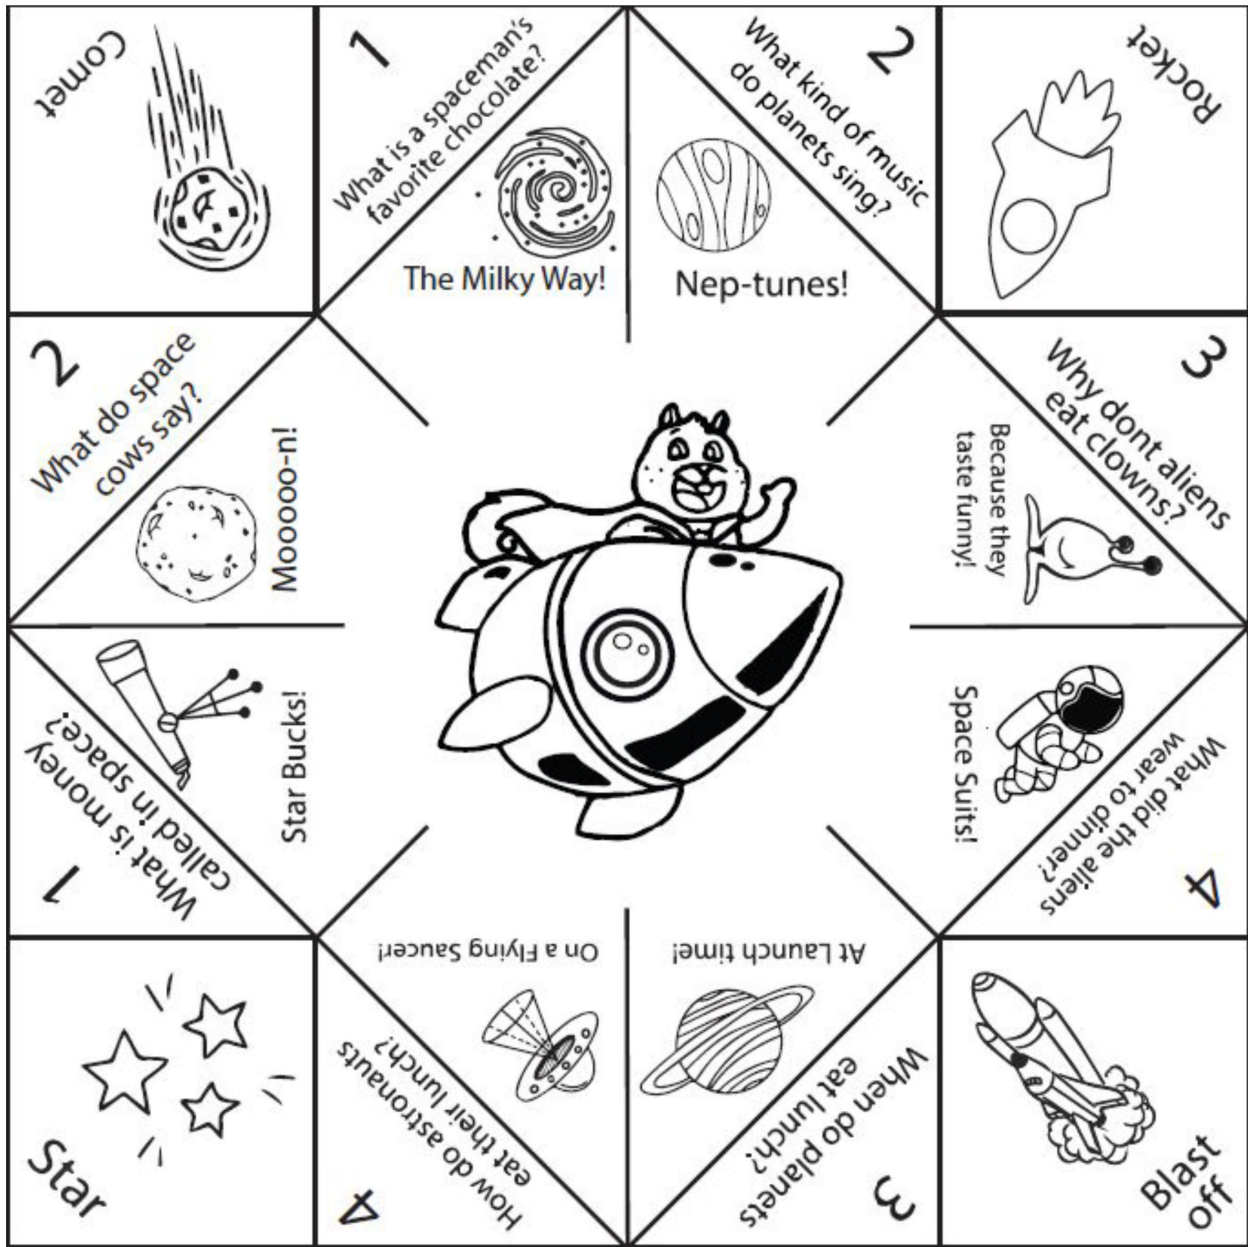 Comet
1
What is a spaceman's
favorite chocolate?
The Milky Way!
2
What kind of music
do planets sing?
Nep-tunes!
Rocket
2
What do space
cows say?
Mooooo-n!
3
Why dont aliens
eat clowns?
Because they
taste funny!
1
What is money
called in space?
Star Bucks!
4
What did the aliens
wear to dinner?
Space Suits!
Star
4
How do astronauts
eat their lunch?
On a Flying Saucer!
3
When do planets
eat lunch?
At Launch time!
Blast
off